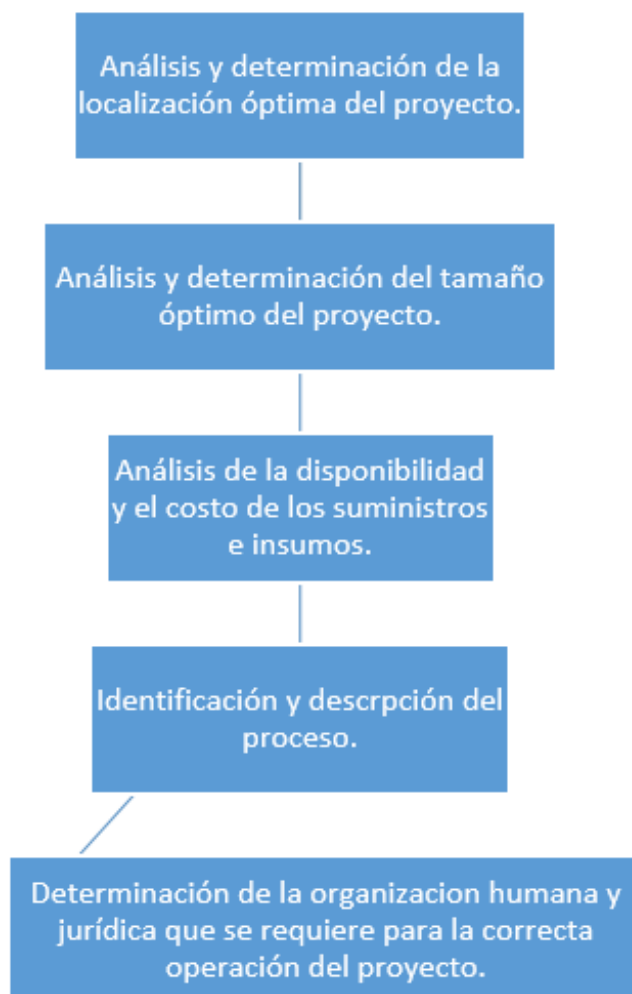 Análisis y determinación de la
localización óptima del proyecto.
Análisis y determinación del tamaño
óptimo del proyecto.
Análisis de la disponibilidad
y el costo de los suministros
e insumos.
Identificación y descrpción del
proceso.
Determinación de la organizacion humana y
jurídica que se requiere para la correcta
operación del proyecto.